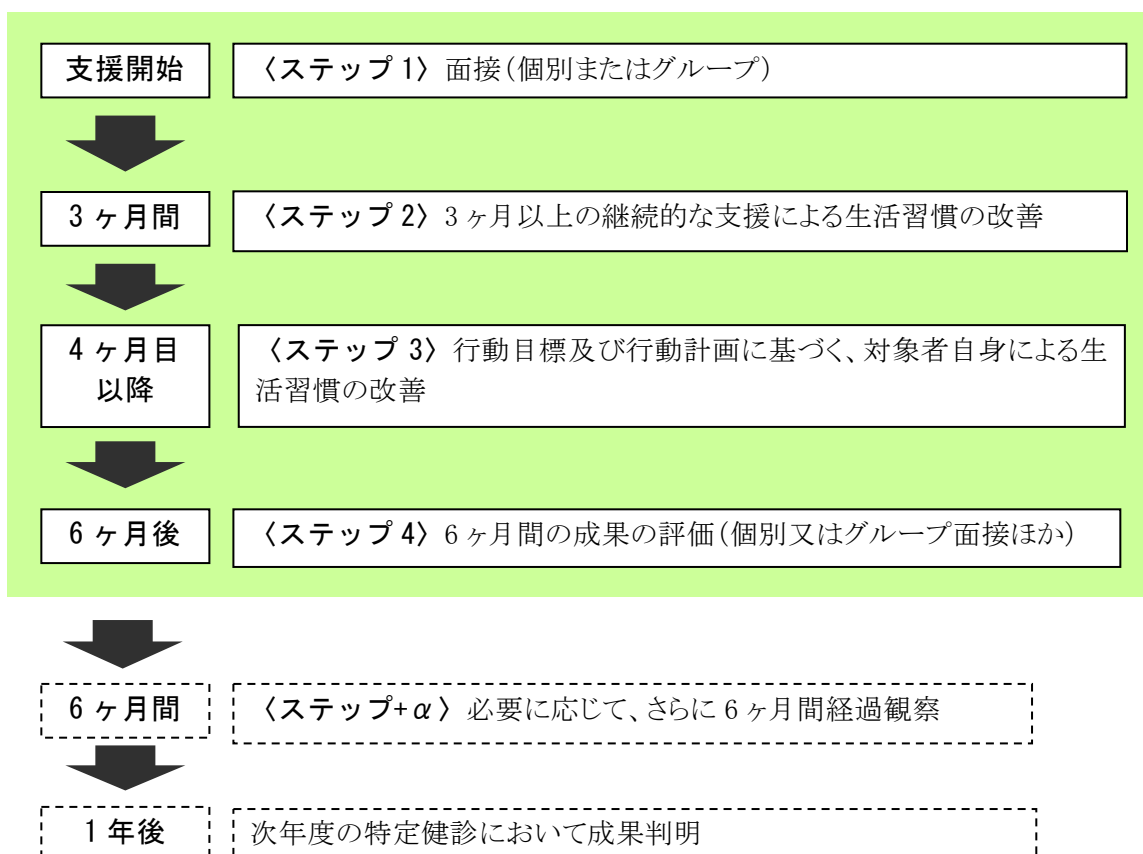 支援開始
〈ステップ1〉面接(個別またはグループ)
3ヶ月間
〈ステップ2〉3ヶ月以上の継続的な支援による生活習慣の改善
4ヶ月目
以降
〈ステップ 3〉行動目標及び行動計画に基づく、対象者自身による生
活習慣の改善
6ヶ月後
〈ステップ4〉6ヶ月間の成果の評価(個別又はグループ面接ほか)
6ヶ月間
〈ステップ+α〉必要に応じて、さらに6ヶ月間経過観察
1年後
次年度の特定健診において成果判明